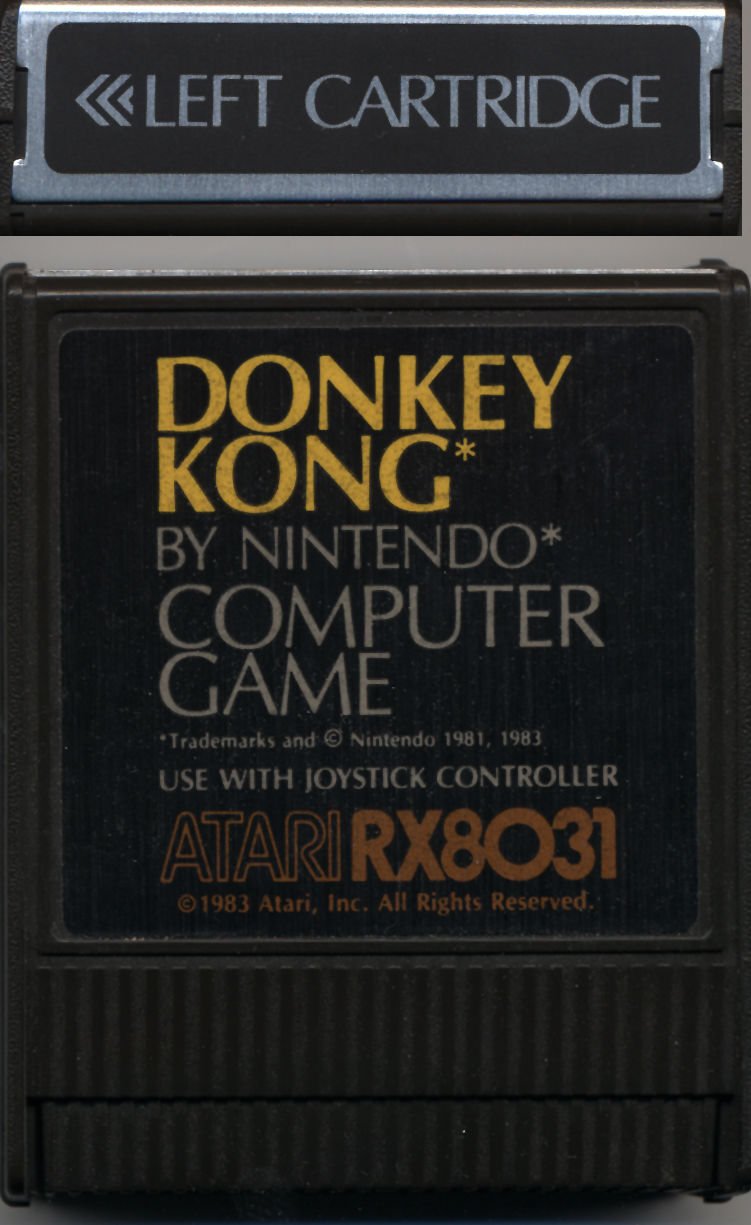 LEFT CARTRIDGE
DONKEY
KONG*
BY NINTENDO*
COMPUTER
GAME
*Trademarks and © Nintendo 1981, 1983
USE WITH JOYSTICK CONTROLLER
ATARI RX8031
©1983 Atari, Inc. All Rights Reserved.